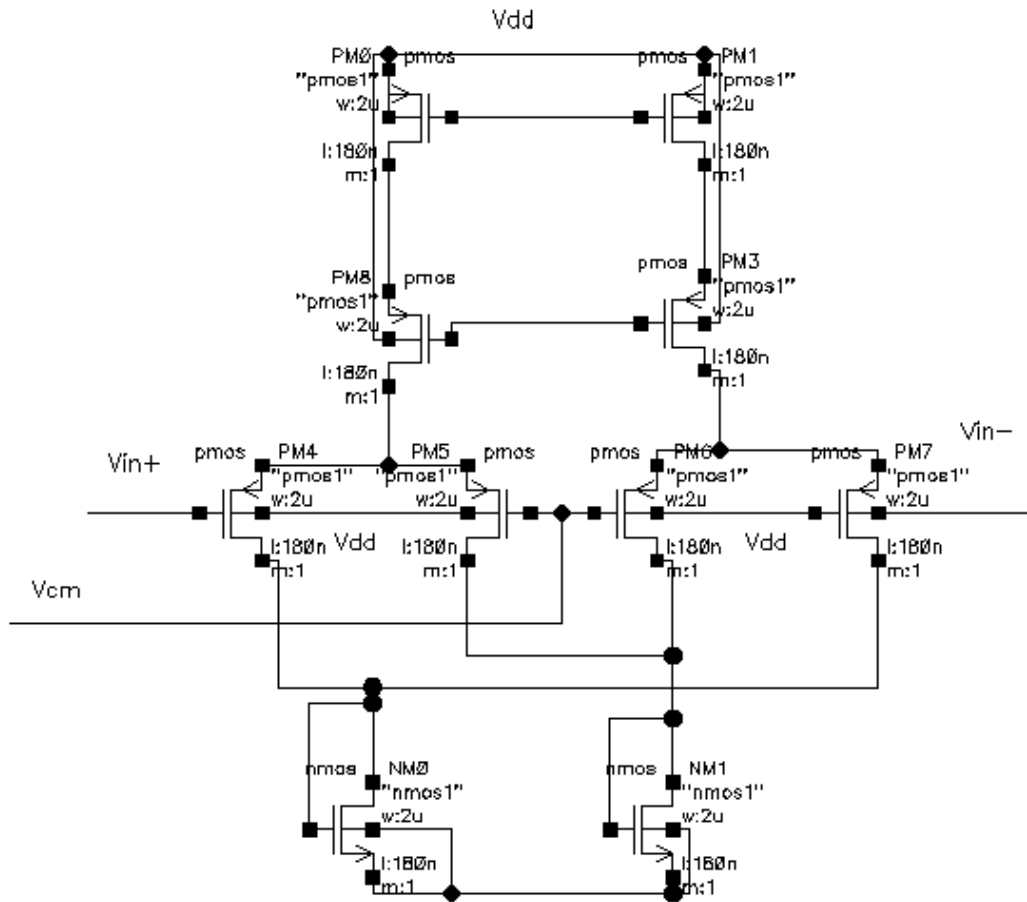 Vdd
PMØ pmos pmos PM1
"pmos1" "pmos1"
w:2u w:2u
l:180n l:180n
m:1 m:1
PM8 pmos pmos PM3
"pmos1" "pmos1"
w:2u w:2u
l:180n l:180n
m:1 m:1
Vin+ pmos PM4 PM5 pmos pmos PM6 pmos PM7 Vin-
"pmos1" "pmos1" "pmos1" "pmos1"
w:2u w:2u w:2u w:2u
Vdd Vdd
l:180n l:180n l:180n l:180n
m:1 m:1 m:1 m:1
Vcm
nmos NMØ nmos NM1
"nmos1" "nmos1"
w:2u w:2u
l:180n l:180n
m:1 m:1